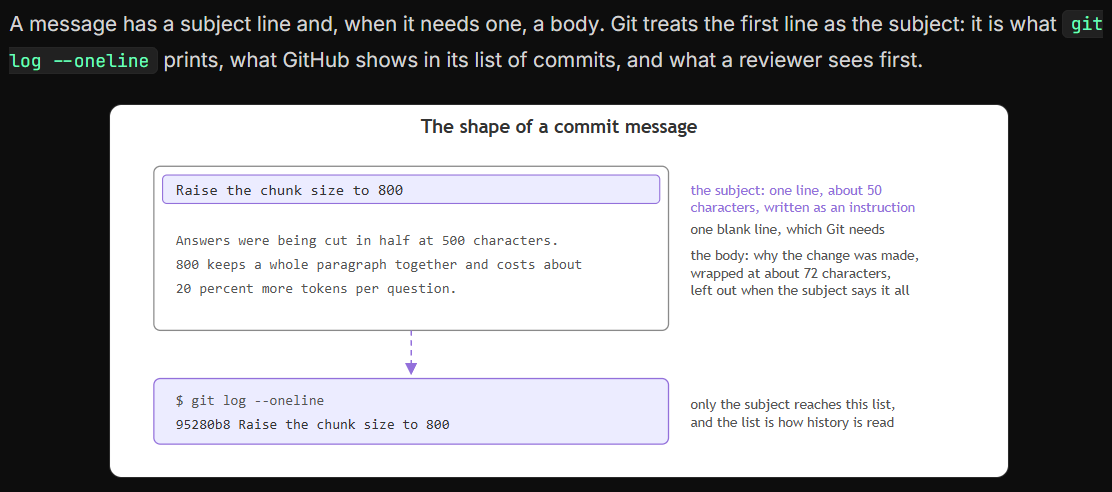 A message has a subject line and, when it needs one, a body. Git treats the first line as the subject: it is what git
log --oneline prints, what GitHub shows in its list of commits, and what a reviewer sees first.
The shape of a commit message
Raise the chunk size to 800
the subject: one line, about 50
characters, written as an instruction
one blank line, which Git needs
Answers were being cut in half at 500 characters.
800 keeps a whole paragraph together and costs about
20 percent more tokens per question.
the body: why the change was made,
wrapped at about 72 characters,
left out when the subject says it all
$ git log --oneline
95280b8 Raise the chunk size to 800
only the subject reaches this list,
and the list is how history is read